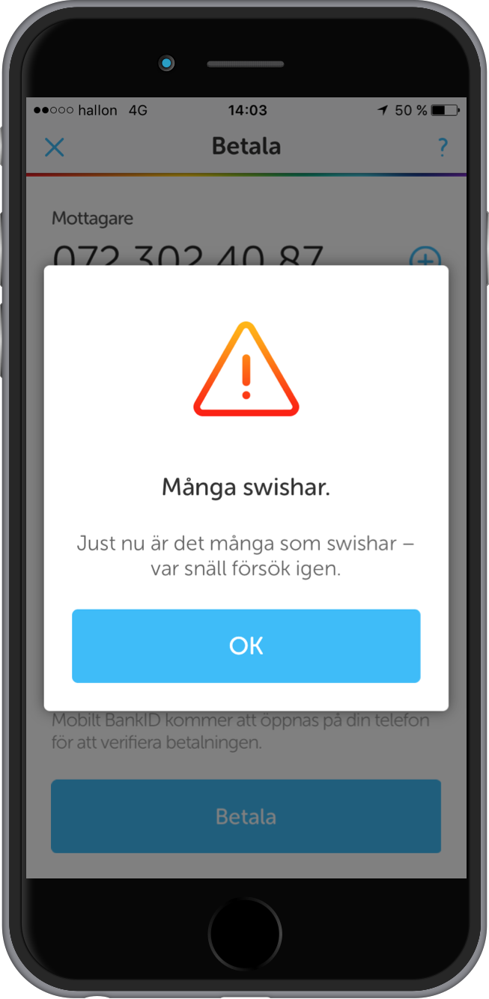 hallon 4G 14:03 50 %
Betala ?
Mottagare
072 302 40 87
Många swishar.
Just nu är det många som swishar –
var snäll försök igen.
OK
Mobilt BankID kommer att öppnas på din telefon
för att verifiera betalningen.
Betala